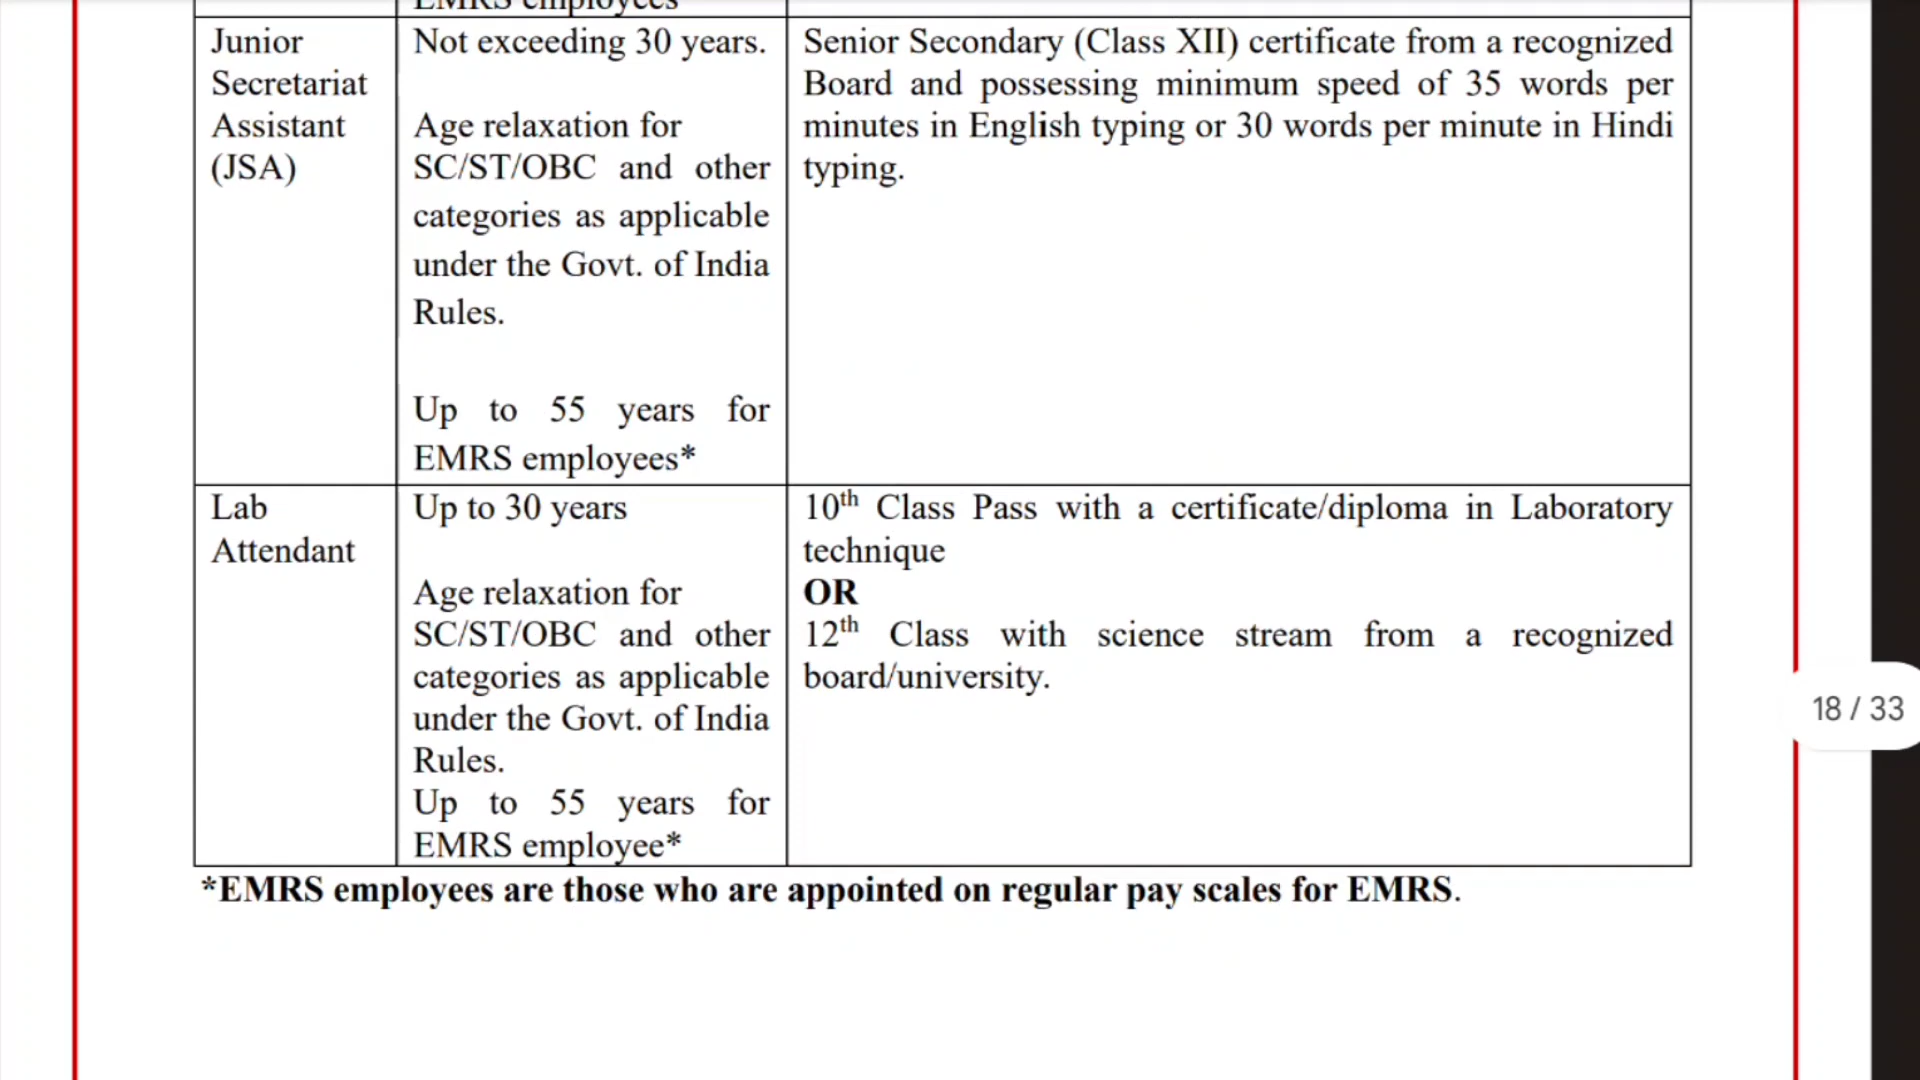 EMRS employees
Junior
Secretariat
Assistant
(JSA)
Not exceeding 30 years.
Age relaxation for
SC/ST/OBC and other
categories as applicable
under the Govt. of India
Rules.
Up to 55 years for
EMRS employees*
Senior Secondary (Class XII) certificate from a recognized
Board and possessing minimum speed of 35 words per
minutes in English typing or 30 words per minute in Hindi
typing.
Lab
Attendant
Up to 30 years
Age relaxation for
SC/ST/OBC and other
categories as applicable
under the Govt. of India
Rules.
Up to 55 years for
EMRS employee*
10th Class Pass with a certificate/diploma in Laboratory
technique
OR
12th Class with science stream from a recognized
board/university.
*EMRS employees are those who are appointed on regular pay scales for EMRS.
18 / 33